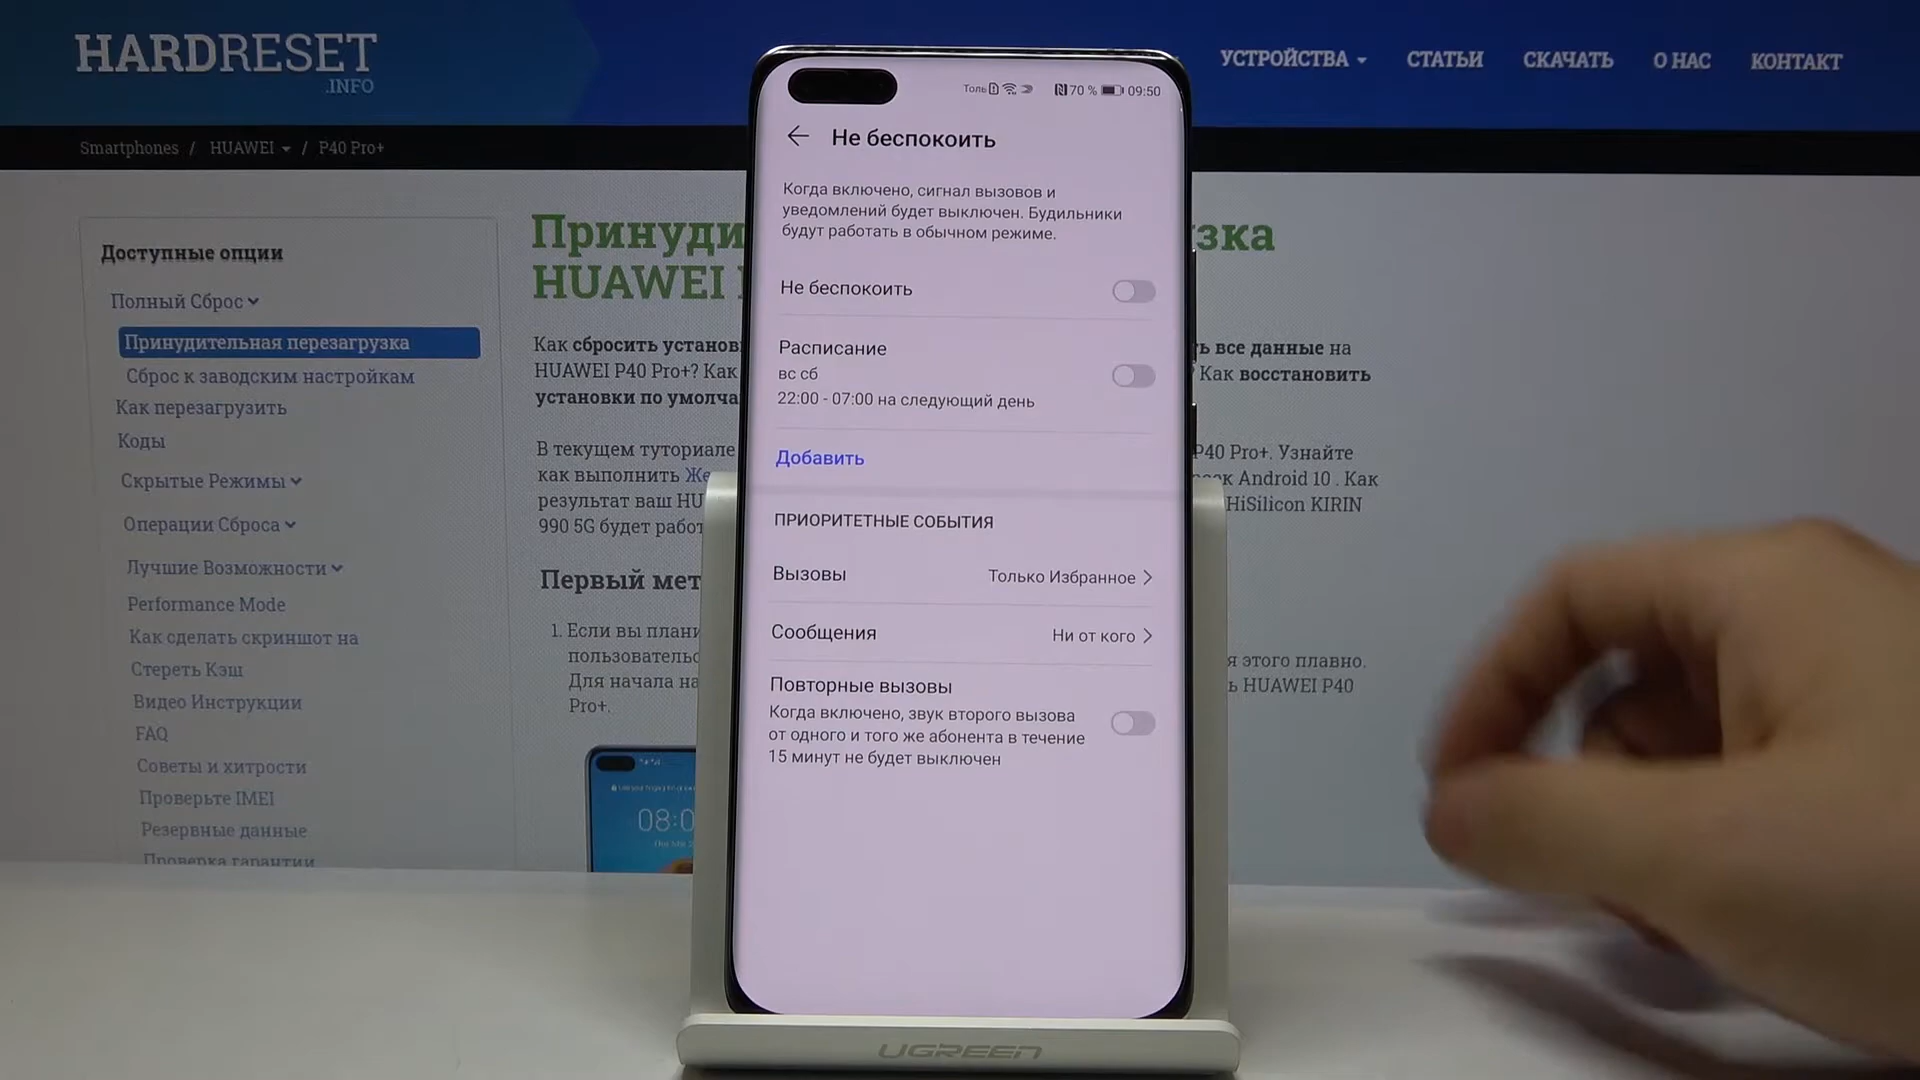 HARDRESET
.INFO
УСТРОЙСТВА
СТАТЬИ
СКАЧАТЬ
О НАС
КОНТАКТ
Smartphones / HUAWEI / P40 Pro+
Доступные опции
Полный Сброс
Принудительная перезагрузка
Сброс к заводским настройкам
Как перезагрузить
Коды
Скрытые Режимы
Операции Сброса
Лучшие Возможности
Performance Mode
Как сделать скриншот на
Стереть Кэш
Видео Инструкции
FAQ
Советы и хитрости
Проверьте IMEI
Резервные данные
Проверка гарантии
Принуди
зка
HUAWEI
Как сбросить установ
ь все данные на
HUAWEI P40 Pro+? Как
? Как восстановить
установки по умолча
В текущем туториале
P40 Pro+. Узнайте
как выполнить Же
к Android 10 . Как
результат ваш HU
HiSilicon KIRIN
990 5G будет работ
Первый мет
1. Если вы плани
я этого плавно.
пользовательс
Для начала на
ь HUAWEI P40
Pro+.
08:0
Толь 70 % 09:50
Не беспокоить
Когда включено, сигнал вызовов и
уведомлений будет выключен. Будильники
будут работать в обычном режиме.
Не беспокоить
Расписание
вс сб
22:00 - 07:00 на следующий день
Добавить
ПРИОРИТЕТНЫЕ СОБЫТИЯ
Вызовы Только Избранное
Сообщения Ни от кого
Повторные вызовы
Когда включено, звук второго вызова
от одного и того же абонента в течение
15 минут не будет выключен
UGREEN